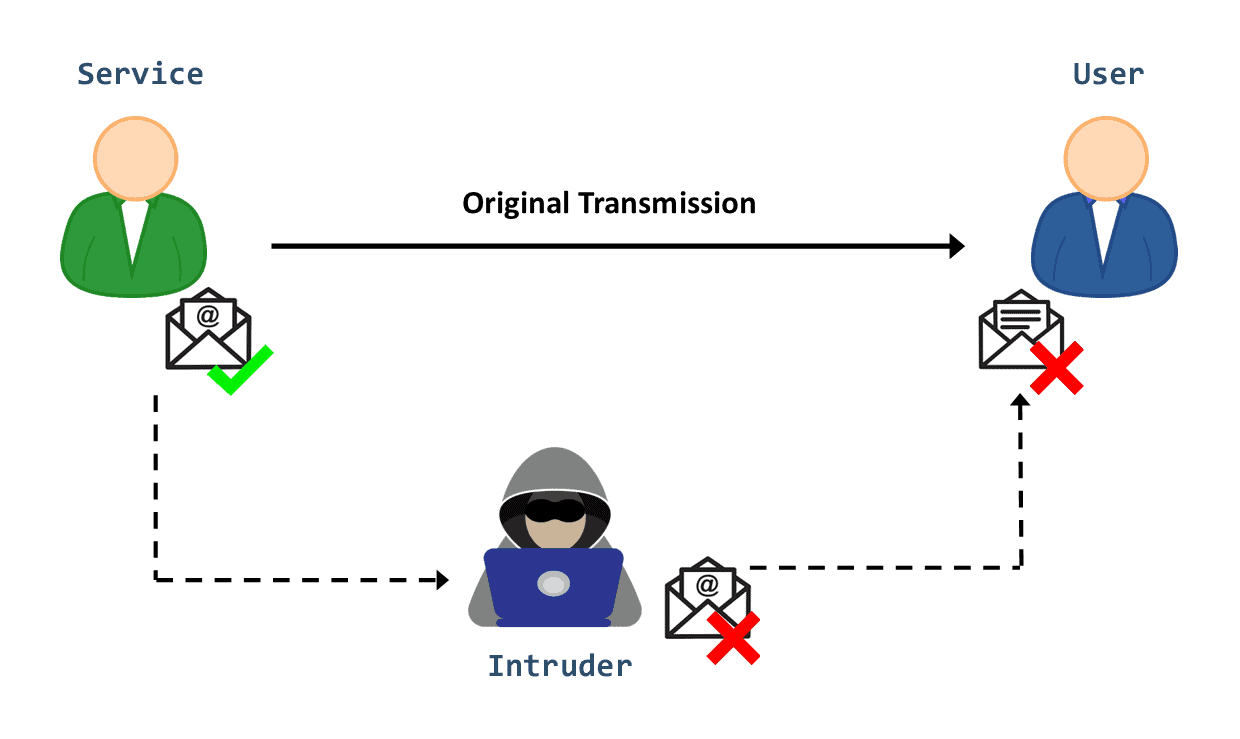 Service
User
Original Transmission
@
@
Intruder